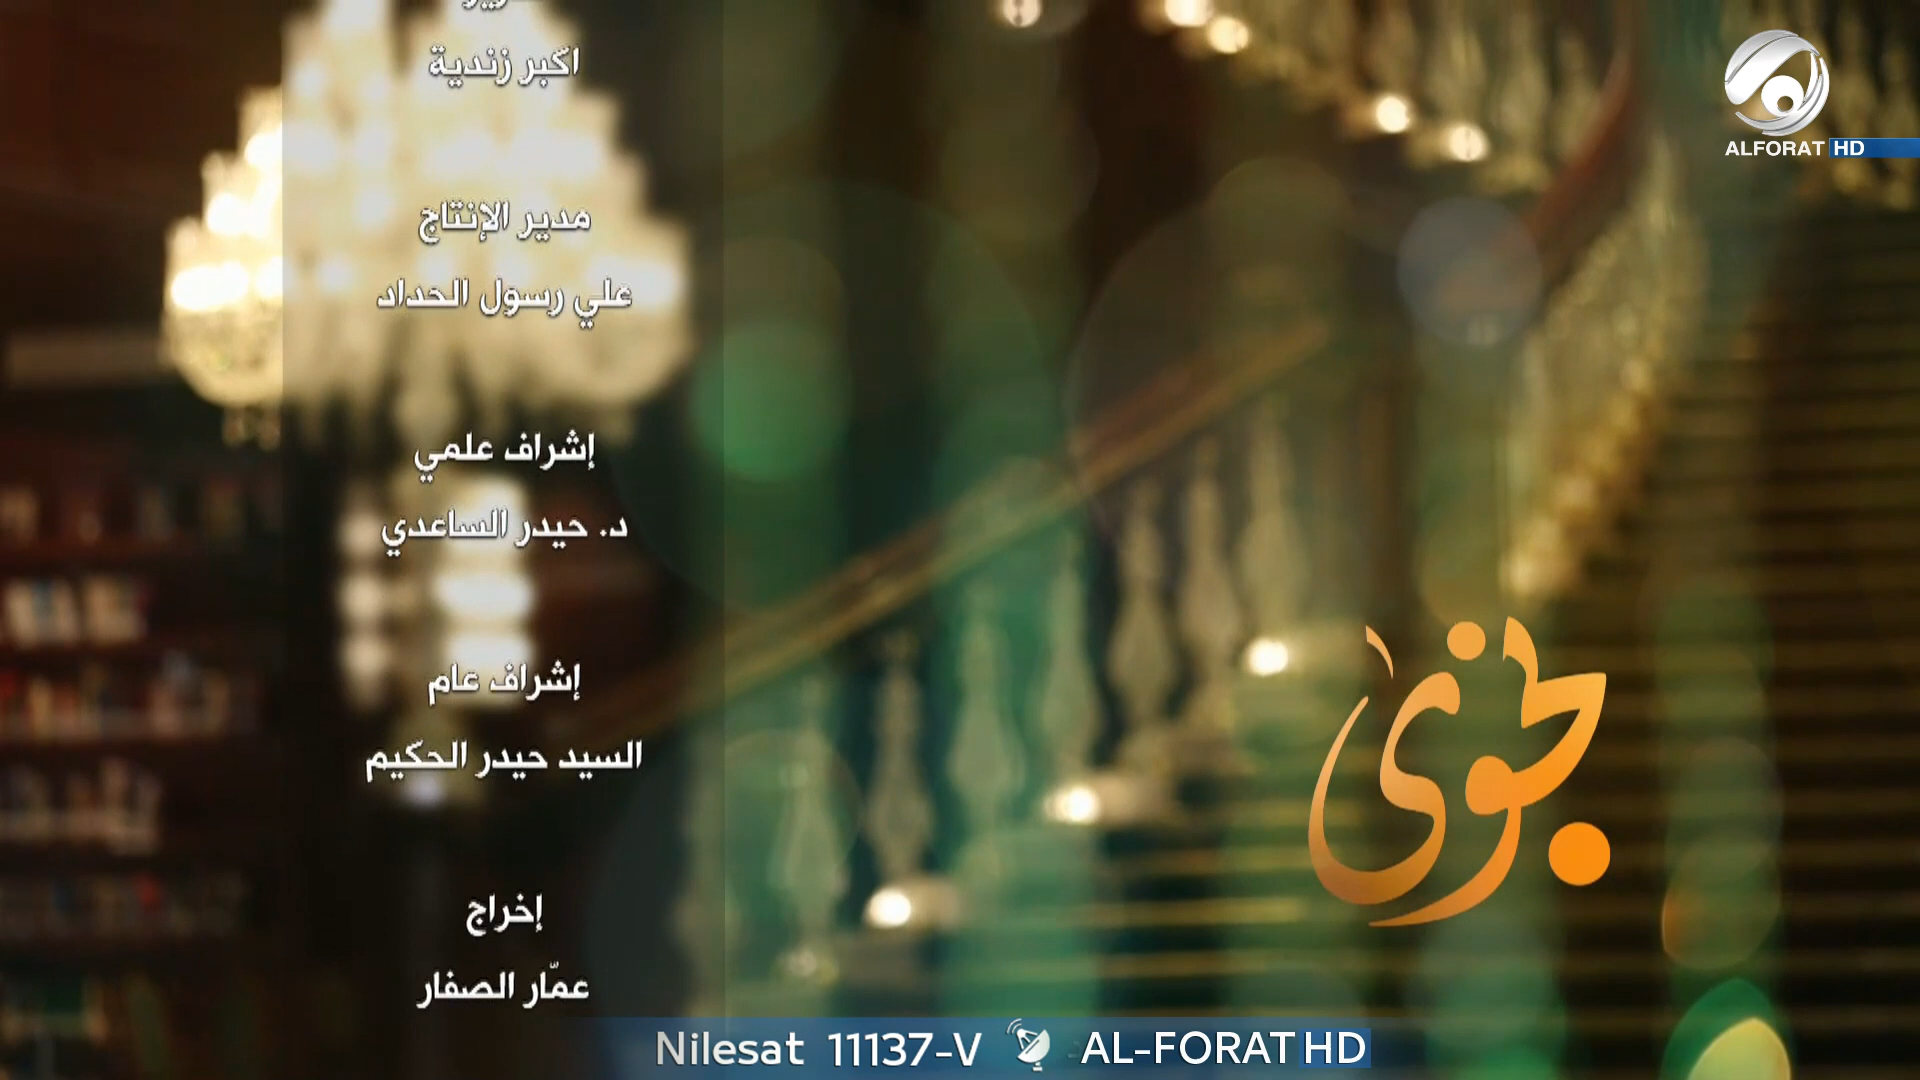 اكبر زندية
مدير الإنتاج
علي رسول الحداد
إشراف علمي
د. حيدر الساعدي
إشراف عام
السيد حيدر الحكيم
إخراج
عمّار الصفار
نجوى
ALFORAT HD
Nilesat 11137-V AL-FORAT HD